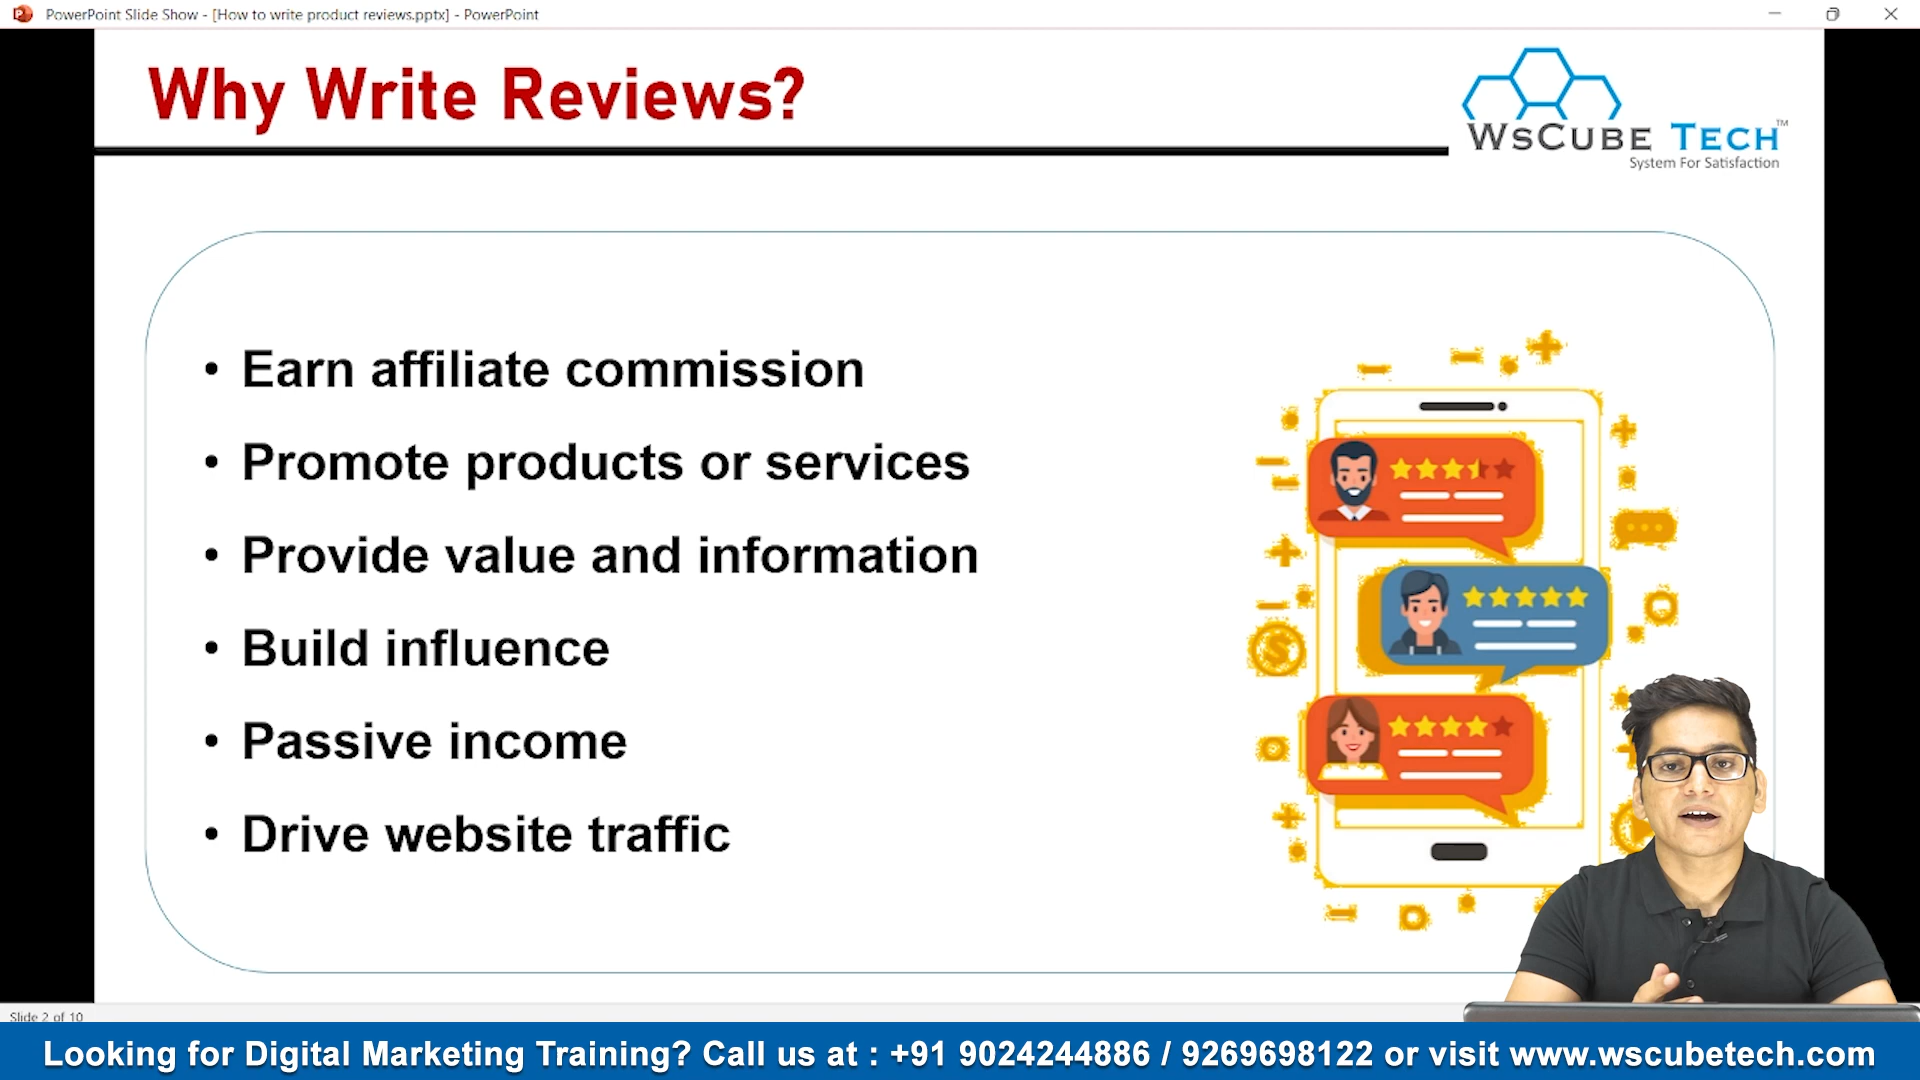 PowerPoint Slide Show - [How to write product reviews.pptx] - PowerPoint
Why Write Reviews?
WsCube Tech™
System For Satisfaction
• Earn affiliate commission
• Promote products or services
• Provide value and information
• Build influence
• Passive income
• Drive website traffic
Slide 2 of 10
Looking for Digital Marketing Training? Call us at : +91 9024244886 / 9269698122 or visit www.wscubetech.com